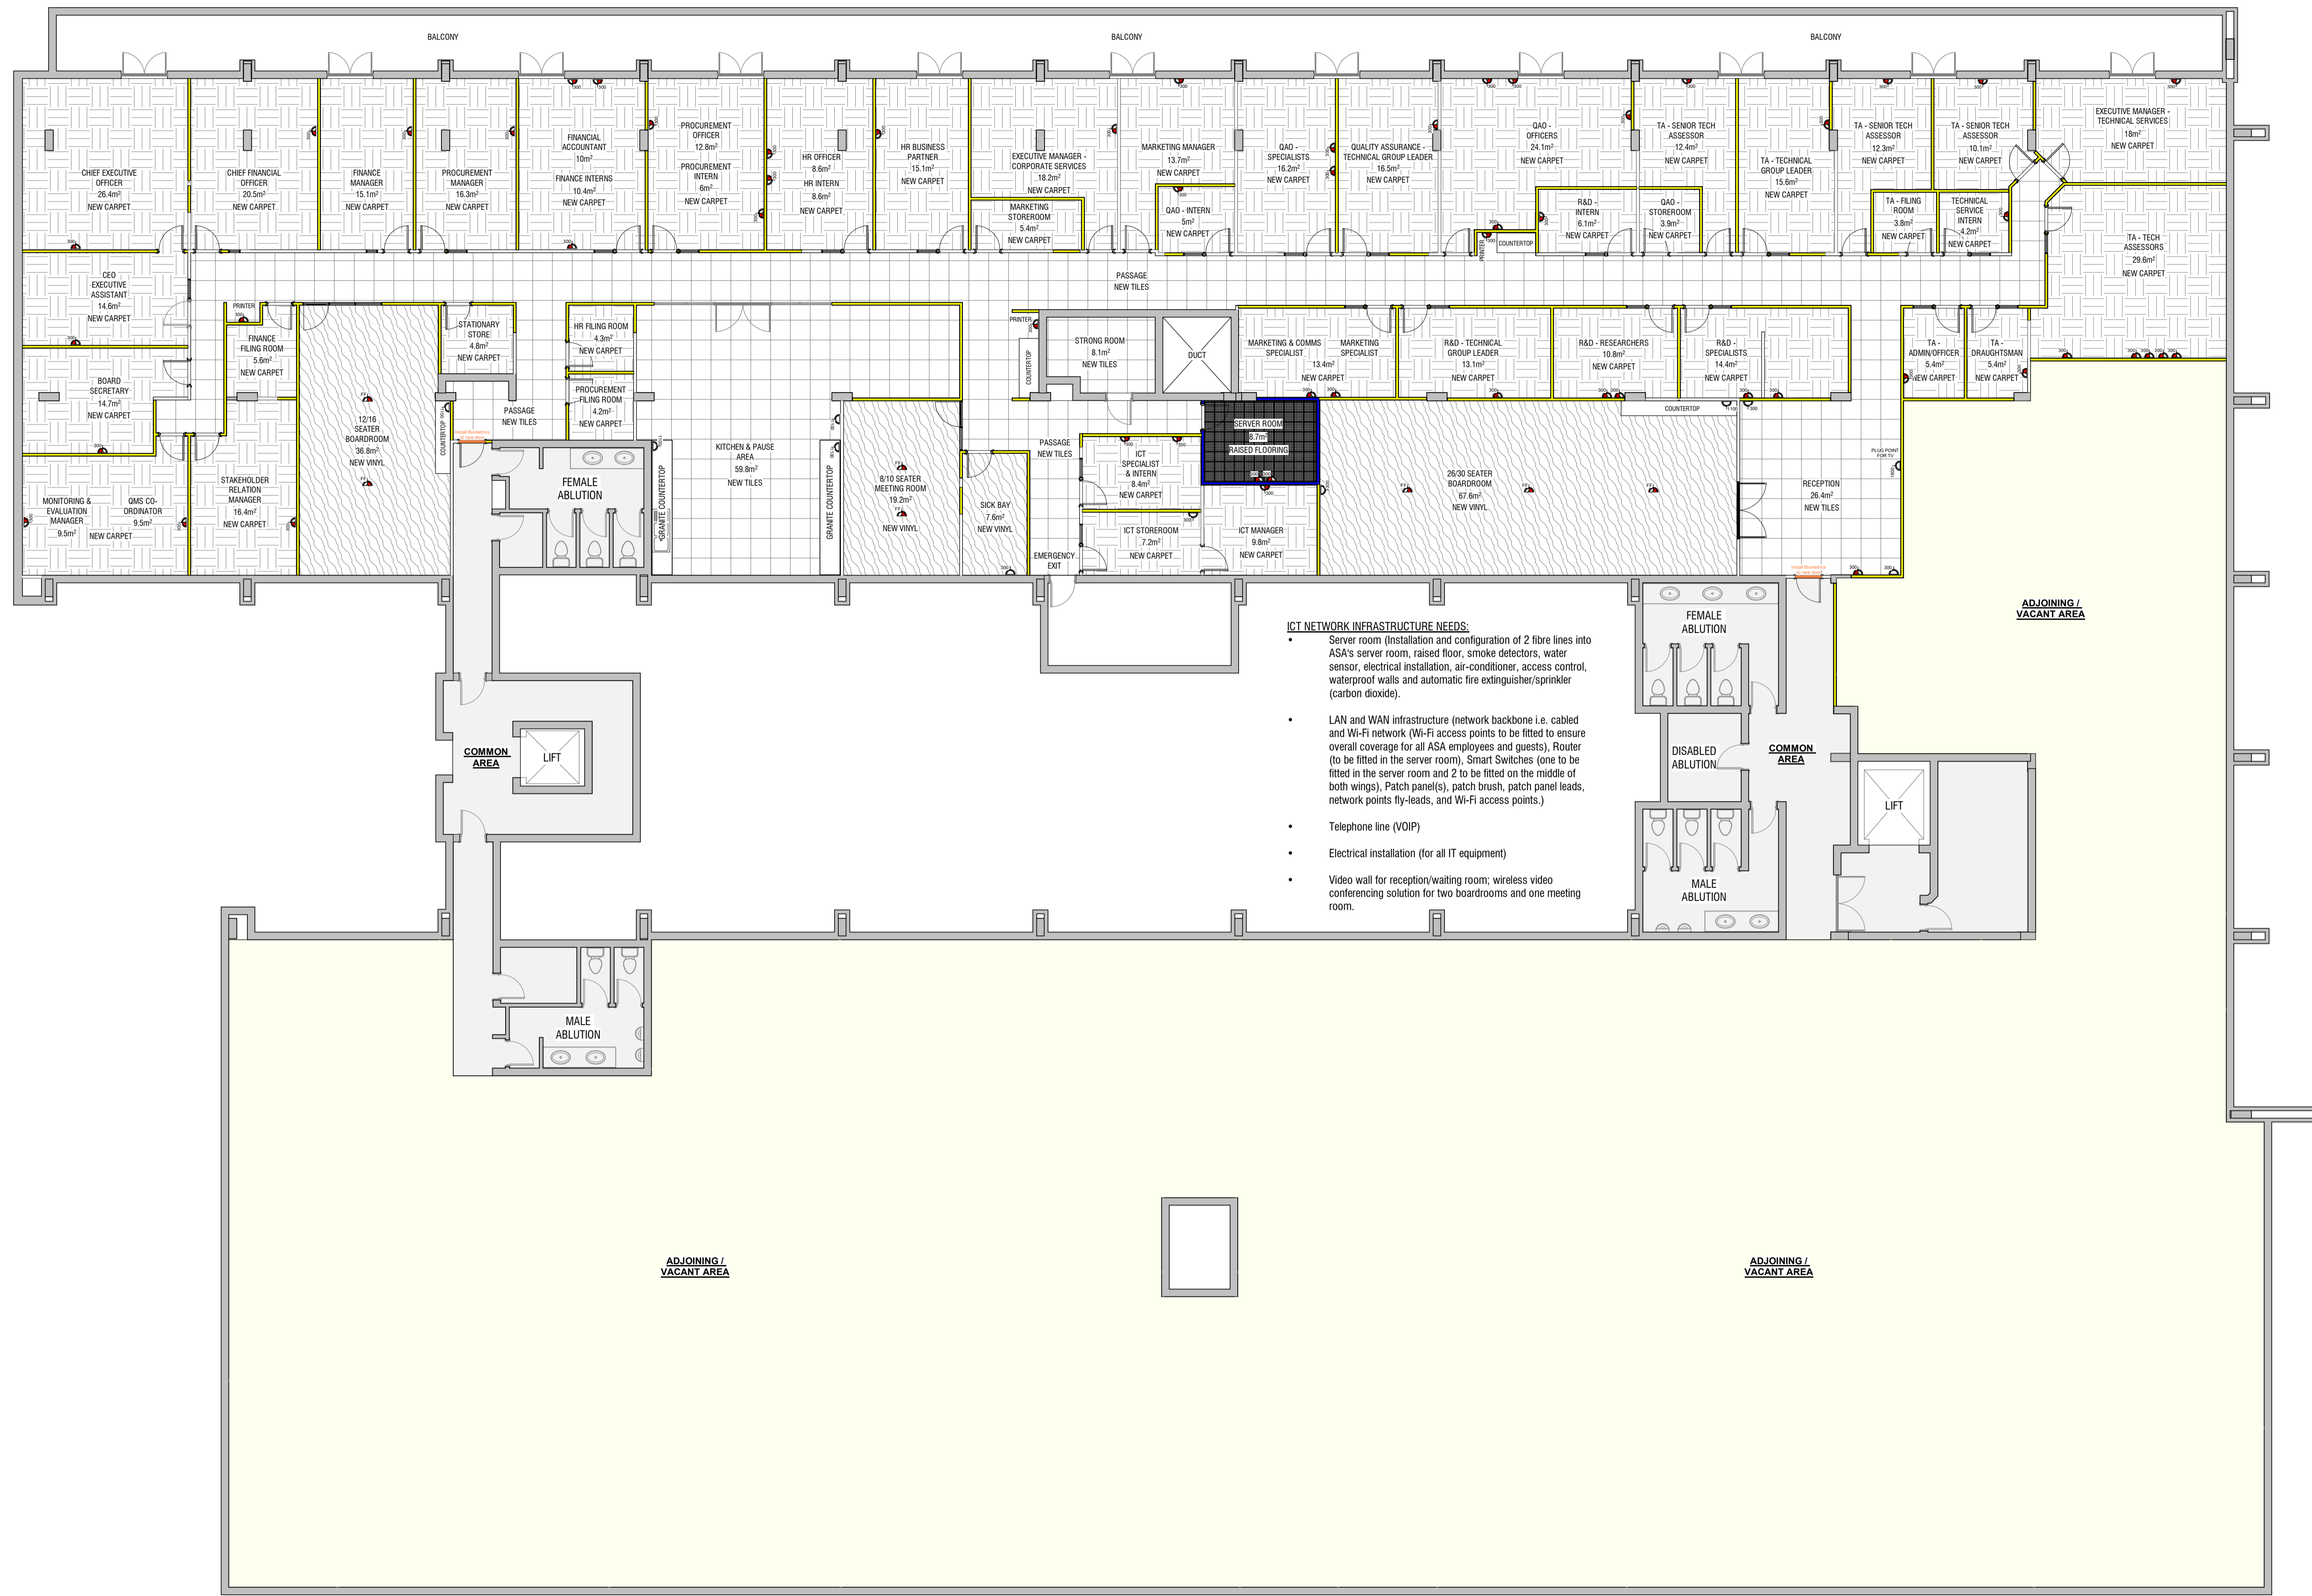 BALCONY
BALCONY
BALCONY
CHIEF EXECUTIVE
OFFICER
26.4m²
NEW CARPET
CHIEF FINANCIAL
OFFICER
20.5m²
NEW CARPET
FINANCE
MANAGER
15.1m²
NEW CARPET
PROCUREMENT
MANAGER
16.3m²
NEW CARPET
FINANCIAL
ACCOUNTANT
10m²
FINANCE INTERNS
10.4m²
NEW CARPET
PROCUREMENT
OFFICER
12.8m²
PROCUREMENT
INTERN
6m²
NEW CARPET
HR OFFICER
8.6m²
HR INTERN
8.6m²
NEW CARPET
HR BUSINESS
PARTNER
15.1m²
NEW CARPET
EXECUTIVE MANAGER -
CORPORATE SERVICES
18.2m²
NEW CARPET
MARKETING
STOREROOM
5.4m²
NEW CARPET
MARKETING MANAGER
13.7m²
NEW CARPET
QAO - INTERN
5m²
NEW CARPET
QAO -
SPECIALISTS
16.2m²
NEW CARPET
QUALITY ASSURANCE -
TECHNICAL GROUP LEADER
16.5m²
NEW CARPET
QAO -
OFFICERS
24.1m²
NEW CARPET
PRINTER
COUNTERTOP
R&D -
INTERN
6.1m²
NEW CARPET
QAO -
STOREROOM
3.9m²
NEW CARPET
TA - SENIOR TECH
ASSESSOR
12.4m²
NEW CARPET
TA - TECHNICAL
GROUP LEADER
15.6m²
NEW CARPET
TA - SENIOR TECH
ASSESSOR
12.3m²
NEW CARPET
TA - FILING
ROOM
3.8m²
NEW CARPET
TA - SENIOR TECH
ASSESSOR
10.1m²
NEW CARPET
TECHNICAL
SERVICE
INTERN
4.2m²
NEW CARPET
EXECUTIVE MANAGER -
TECHNICAL SERVICES
18m²
NEW CARPET
TA - TECH
ASSESSORS
29.6m²
NEW CARPET
PASSAGE
NEW TILES
CEO
EXECUTIVE
ASSISTANT
14.6m²
NEW CARPET
BOARD
SECRETARY
14.7m²
NEW CARPET
MONITORING &
EVALUATION
MANAGER
9.5m²
QMS CO-
ORDINATOR
9.5m²
NEW CARPET
PRINTER
FINANCE
FILING ROOM
5.6m²
NEW CARPET
STAKEHOLDER
RELATION
MANAGER
16.4m²
NEW CARPET
12/16
SEATER
BOARDROOM
36.8m²
NEW VINYL
COUNTERTOP
STATIONARY
STORE
4.8m²
NEW CARPET
PASSAGE
NEW TILES
Install Biometrics
to new door
HR FILING ROOM
4.3m²
NEW CARPET
PROCUREMENT
FILING ROOM
4.2m²
NEW CARPET
FEMALE
ABLUTION
GRANITE COUNTERTOP
KITCHEN & PAUSE
AREA
59.8m²
NEW TILES
GRANITE COUNTERTOP
8/10 SEATER
MEETING ROOM
19.2m²
NEW VINYL
SICK BAY
7.6m²
NEW VINYL
PRINTER
COUNTERTOP
STRONG ROOM
8.1m²
NEW TILES
DUCT
PASSAGE
NEW TILES
EMERGENCY
EXIT
ICT
SPECIALIST
& INTERN
8.4m²
NEW CARPET
ICT STOREROOM
7.2m²
NEW CARPET
SERVER ROOM
8.7m²
RAISED FLOORING
ICT MANAGER
9.8m²
NEW CARPET
MARKETING & COMMS
SPECIALIST
MARKETING
SPECIALIST
13.4m²
NEW CARPET
R&D - TECHNICAL
GROUP LEADER
13.1m²
NEW CARPET
R&D - RESEARCHERS
10.8m²
NEW CARPET
R&D -
SPECIALISTS
14.4m²
NEW CARPET
COUNTERTOP
26/30 SEATER
BOARDROOM
67.6m²
NEW VINYL
PLUG POINT
FOR TV
RECEPTION
26.4m²
NEW TILES
Install Biometrics
to new door
TA -
ADMIN/OFFICER
5.4m²
NEW CARPET
TA -
DRAUGHTSMAN
5.4m²
NEW CARPET
ADJOINING /
VACANT AREA
ICT NETWORK INFRASTRUCTURE NEEDS:
• Server room (Installation and configuration of 2 fibre lines into
ASA's server room, raised floor, smoke detectors, water
sensor, electrical installation, air-conditioner, access control,
waterproof walls and automatic fire extinguisher/sprinkler
(carbon dioxide).
• LAN and WAN infrastructure (network backbone i.e. cabled
and Wi-Fi network (Wi-Fi access points to be fitted to ensure
overall coverage for all ASA employees and guests), Router
(to be fitted in the server room), Smart Switches (one to be
fitted in the server room and 2 to be fitted on the middle of
both wings), Patch panel(s), patch brush, patch panel leads,
network points fly-leads, and Wi-Fi access points.)
• Telephone line (VOIP)
• Electrical installation (for all IT equipment)
• Video wall for reception/waiting room; wireless video
conferencing solution for two boardrooms and one meeting
room.
FEMALE
ABLUTION
DISABLED
ABLUTION
COMMON
AREA
MALE
ABLUTION
LIFT
COMMON
AREA
LIFT
MALE
ABLUTION
ADJOINING /
VACANT AREA
ADJOINING /
VACANT AREA